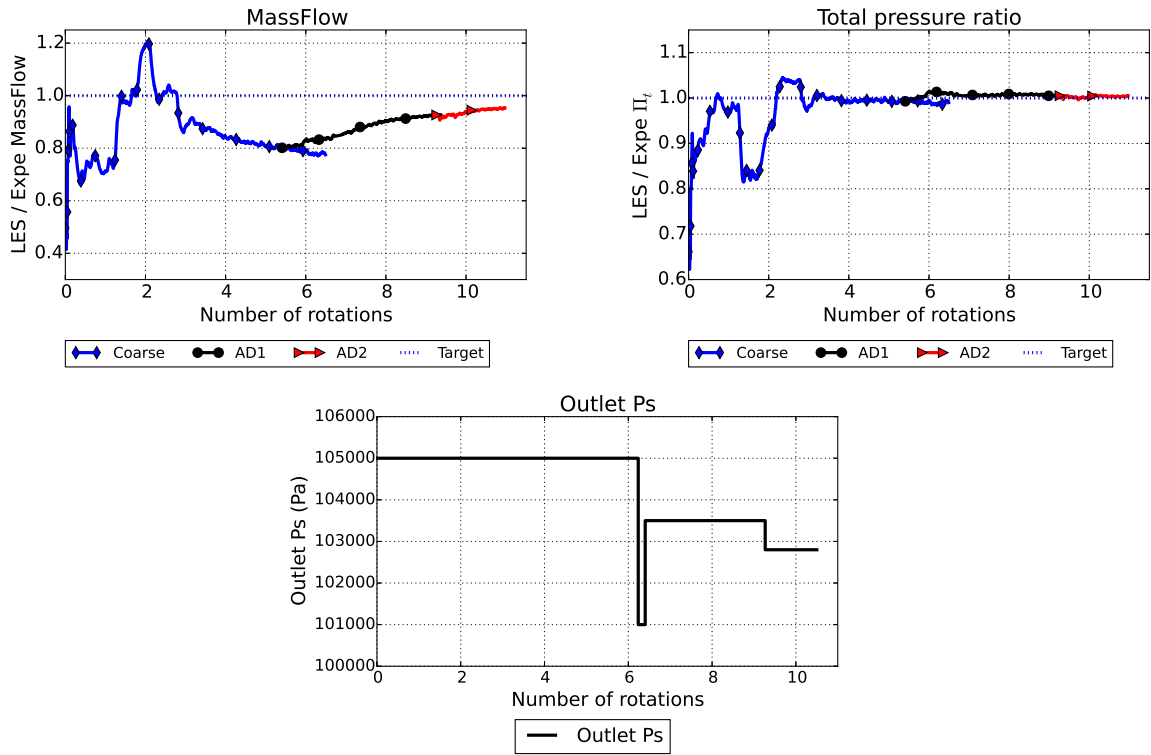 MassFlow
LES / Expe MassFlow
1.2
1.0
0.8
0.6
0.4
0 2 4 6 8 10
Number of rotations
Coarse AD1 AD2 Target
Total pressure ratio
LES / Expe Π_t
1.1
1.0
0.9
0.8
0.7
0.6
0 2 4 6 8 10
Number of rotations
Coarse AD1 AD2 Target
Outlet Ps
Outlet Ps (Pa)
106000
105000
104000
103000
102000
101000
100000
0 2 4 6 8 10
Number of rotations
Outlet Ps